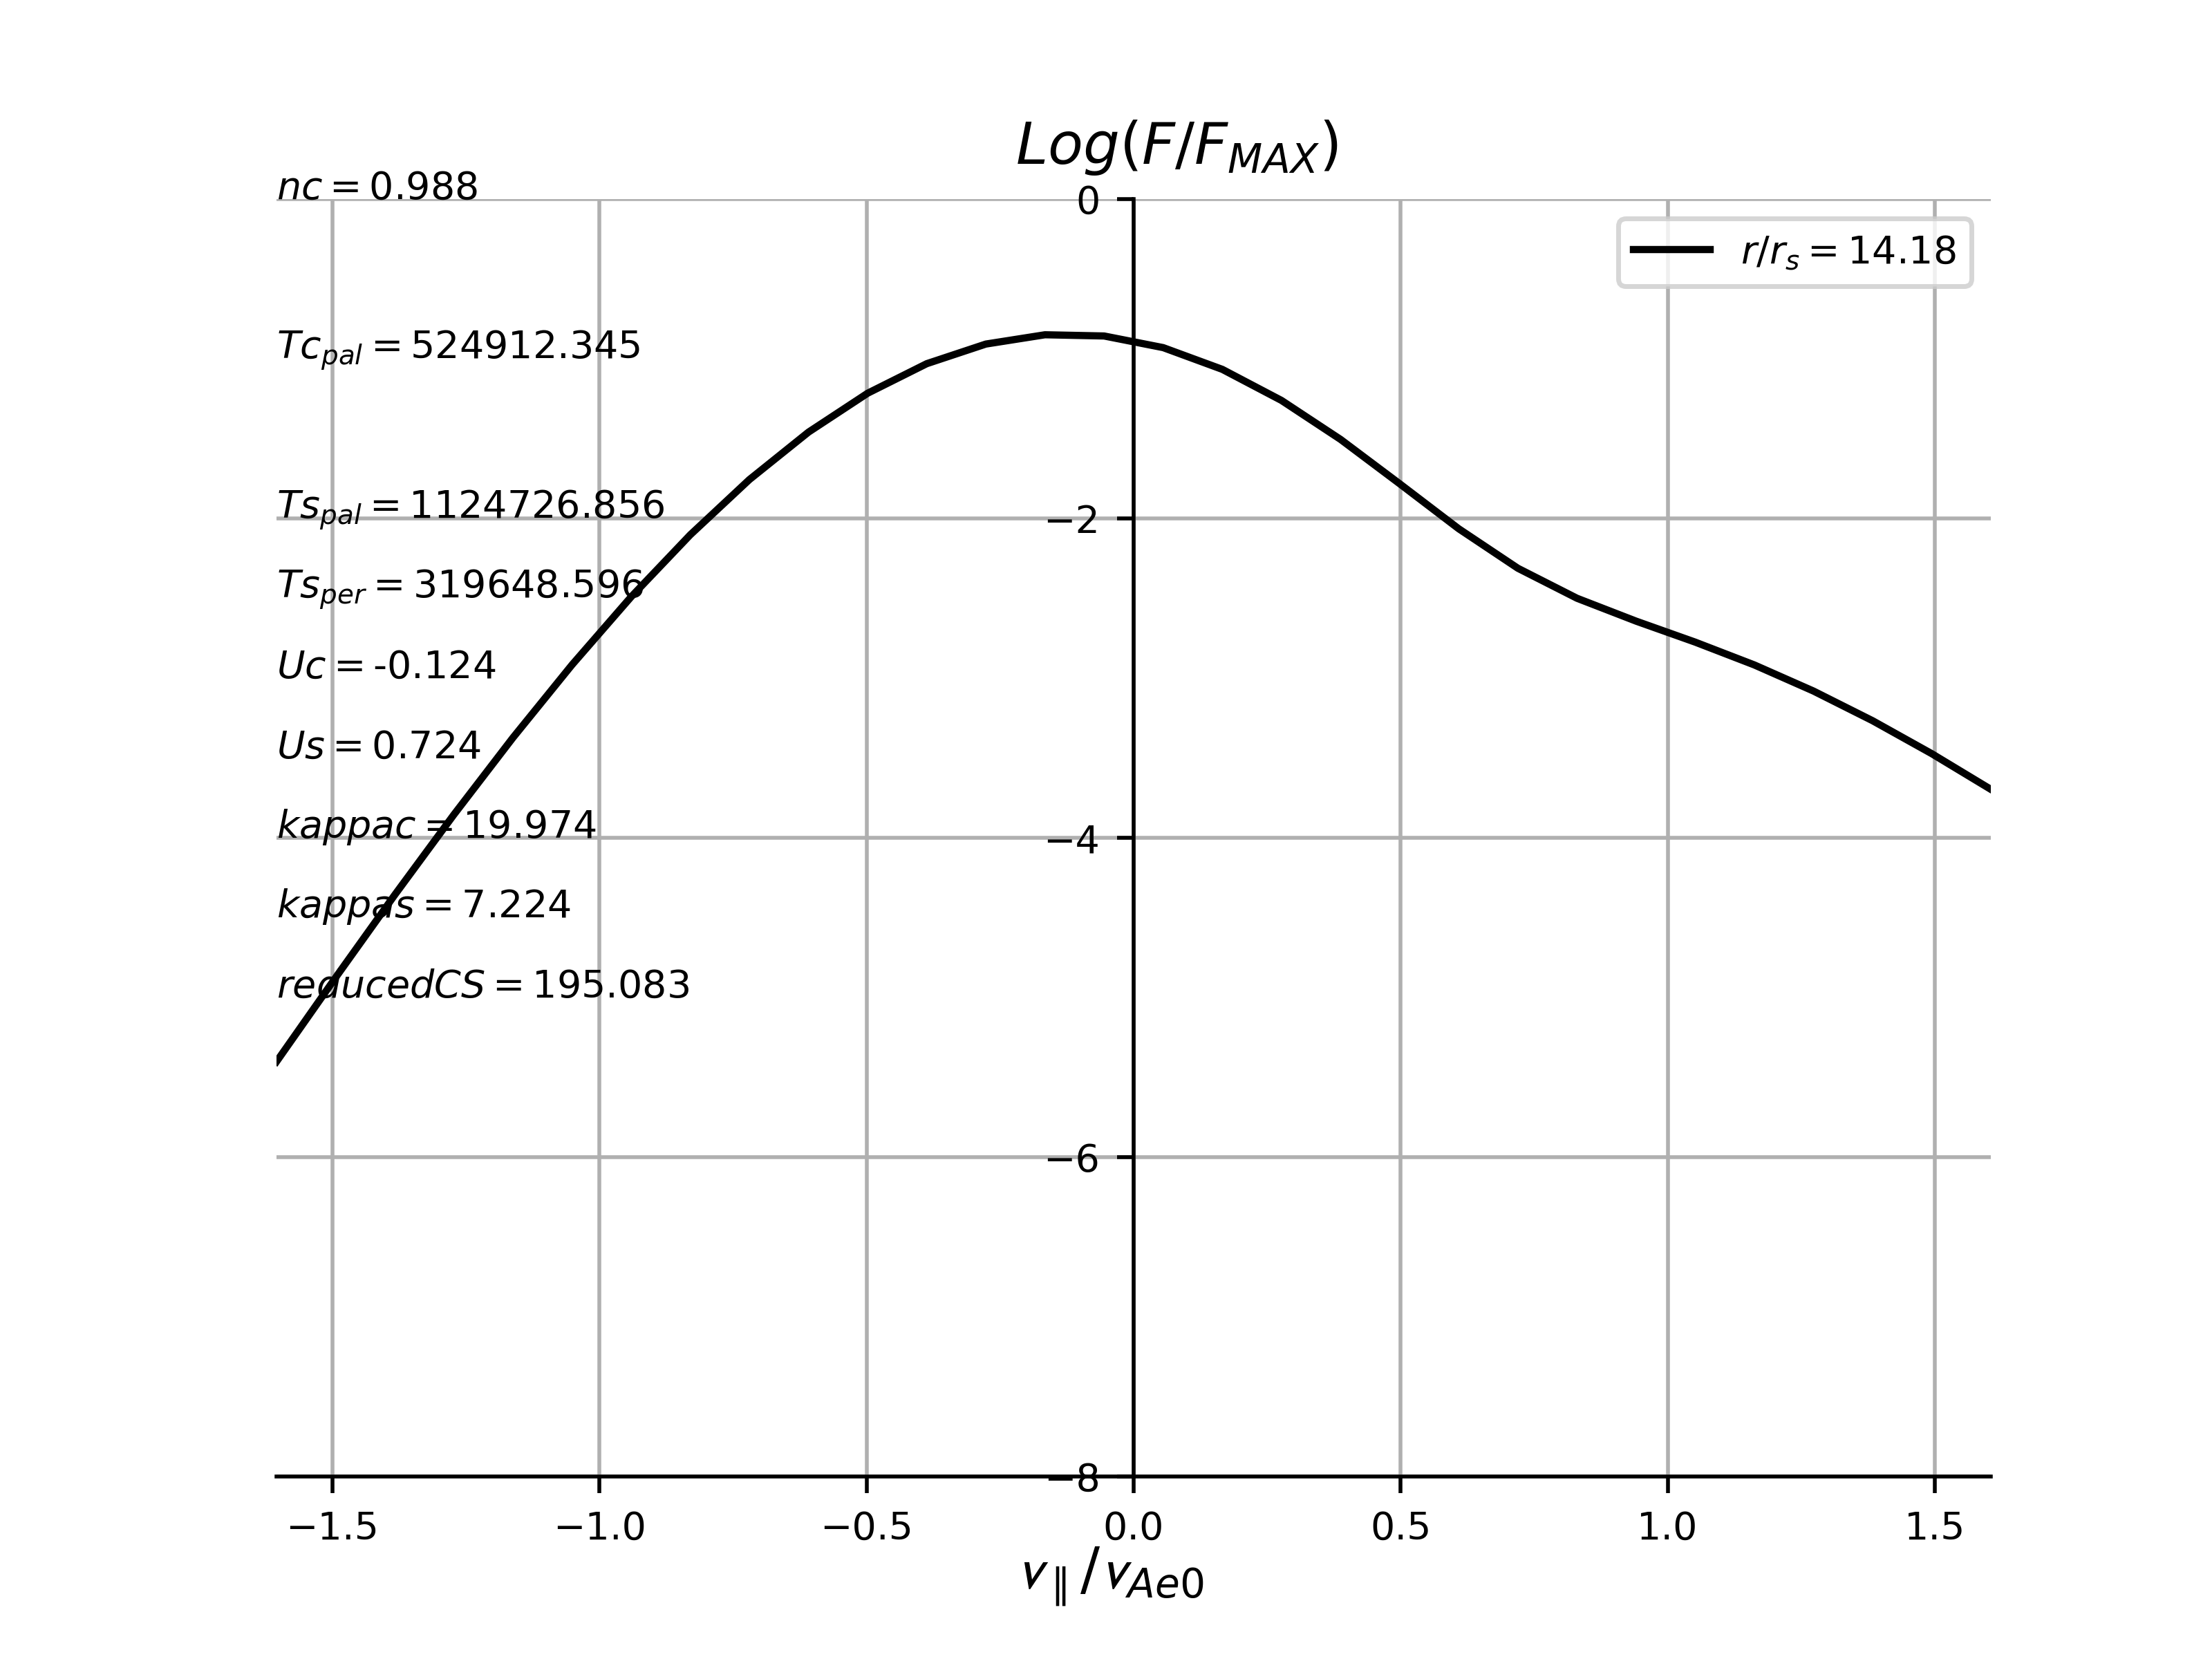 Log(F/F_MAX)
nc = 0.988
0
r/r_s = 14.18
Tc_pal = 524912.345
Ts_pal = 1124726.856
−2
Ts_per = 319648.596
Uc = -0.124
Us = 0.724
kappac = 19.974
−4
kappas = 7.224
reducedCS = 195.083
−6
−8
−1.5 −1.0 −0.5 0.0 0.5 1.0 1.5
v_∥/v_Ae0